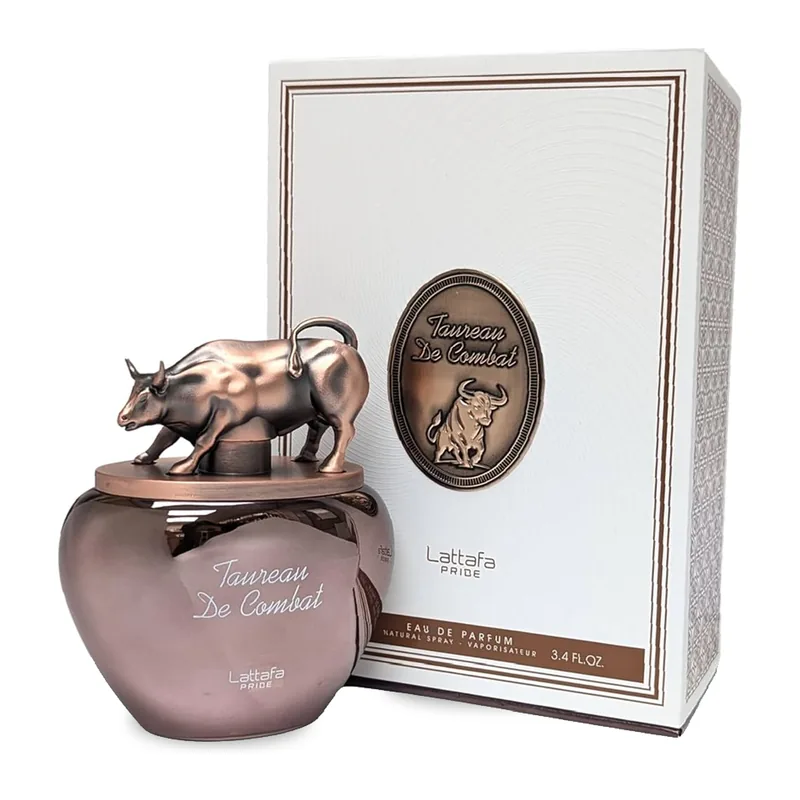 Taureau
De Combat
Lattafa
PRIDE
EAU DE PARFUM
NATURAL SPRAY - VAPORISATEUR 3.4 FL.OZ.
Taureau
De Combat
Lattafa
PRIDE